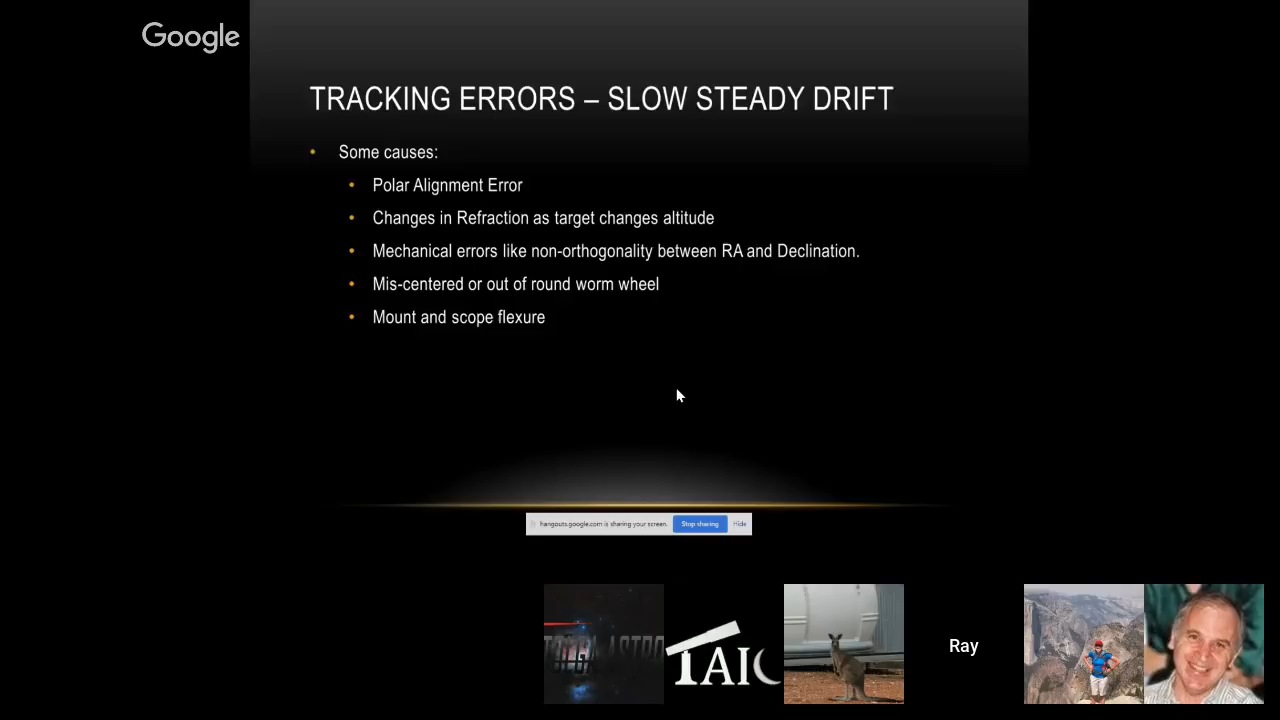 Google
TRACKING ERRORS – SLOW STEADY DRIFT
• Some causes:
• Polar Alignment Error
• Changes in Refraction as target changes altitude
• Mechanical errors like non-orthogonality between RA and Declination.
• Mis-centered or out of round worm wheel
• Mount and scope flexure
hangouts.google.com is sharing your screen. Stop sharing Hide
TAIC
Ray